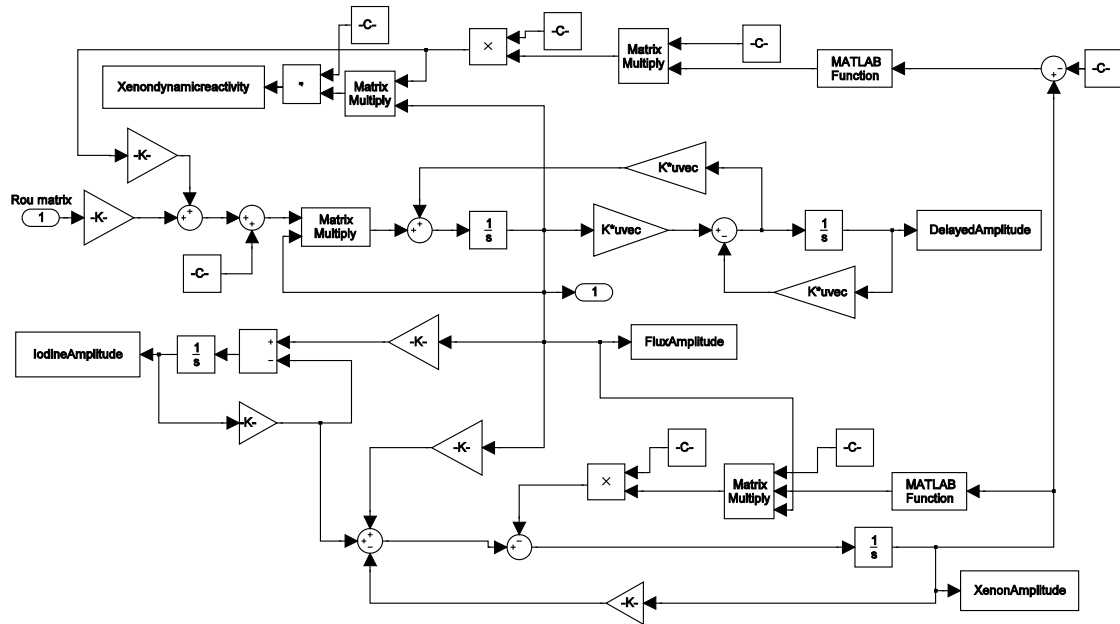 -C-
-C-
×
-C-
Matrix
Multiply
MATLAB
Function
-C-
Xenondynamicreactivity
*
Matrix
Multiply
-K-
K*uvec
Rou matrix
1
-K-
Matrix
Multiply
1
s
K*uvec
1
s
DelayedAmplitude
-C-
1
K*uvec
IodineAmplitude
1
s
+
−
-K-
FluxAmplitude
-K-
-K-
-C-
-C-
×
Matrix
Multiply
MATLAB
Function
1
s
-K-
XenonAmplitude